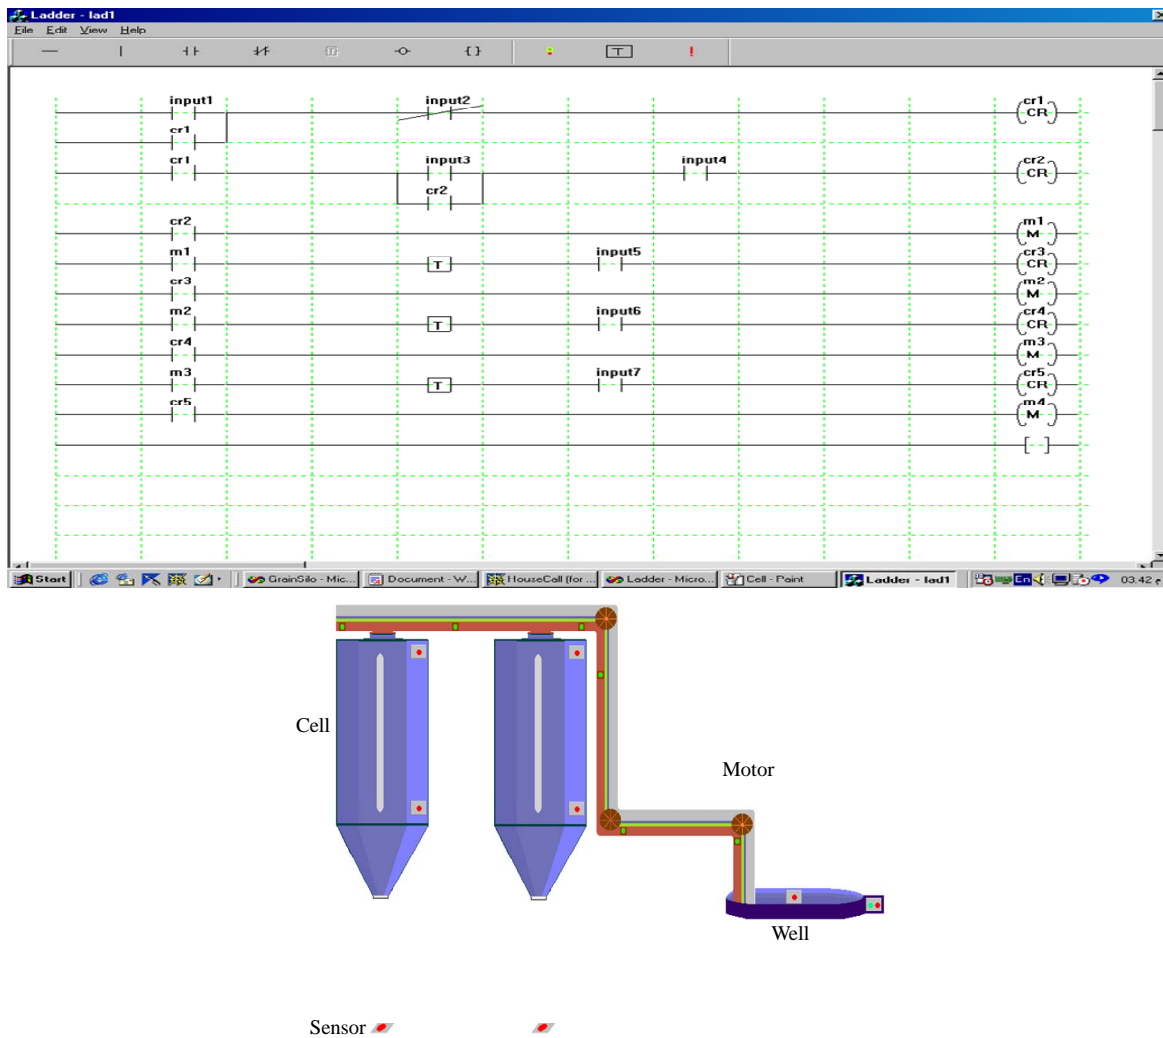 Ladder - lad1
File Edit View Help
T !
input1 input2 cr1
CR
cr1
cr1 input3 input4 cr2
CR
cr2
cr2 m1
M
m1 T input5 cr3
CR
cr3 m2
M
m2 T input6 cr4
CR
cr4 m3
M
m3 T input7 cr5
CR
cr5 m4
M
Start GrainSilo - Mic... Document - W... HouseCall (for ... Ladder - Micro... Cell - Paint Ladder - lad1 En 03.42
Cell
Motor
Well
Sensor